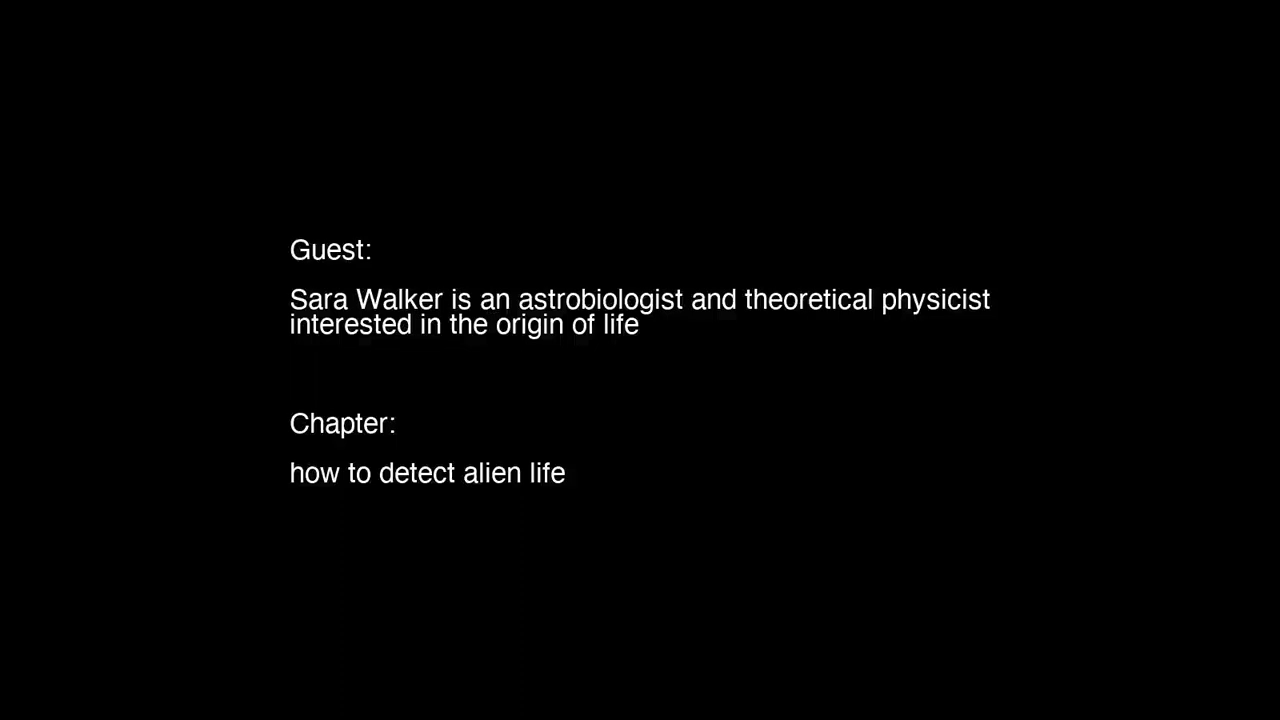 Guest:
Sara Walker is an astrobiologist and theoretical physicist
interested in the origin of life
Chapter:
how to detect alien life